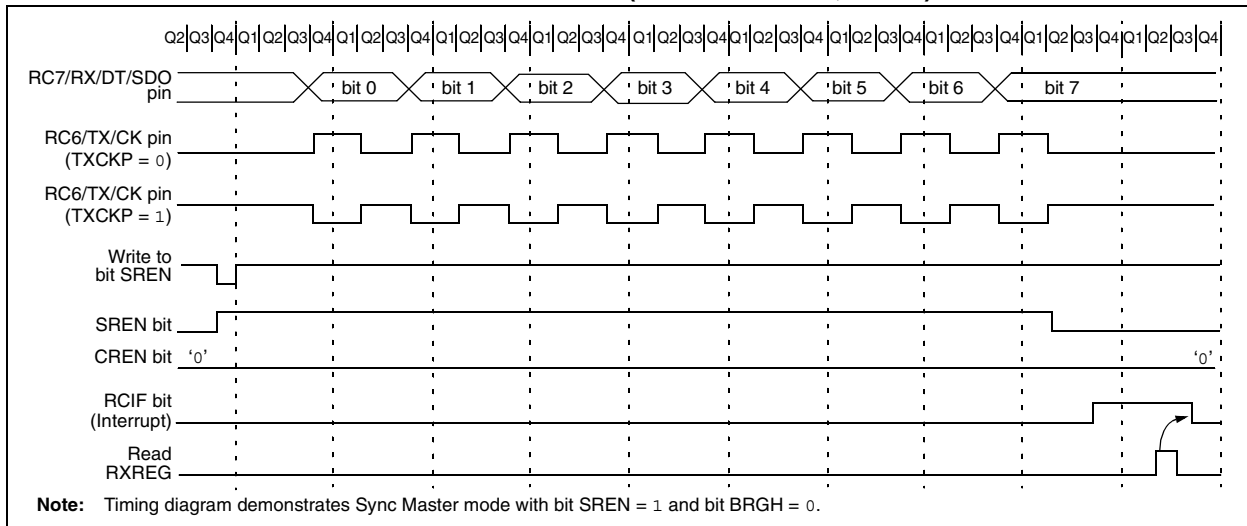 Q2 Q3 Q4 Q1 Q2 Q3 Q4 Q1 Q2 Q3 Q4 Q1 Q2 Q3 Q4 Q1 Q2 Q3 Q4 Q1 Q2 Q3 Q4 Q1 Q2 Q3 Q4 Q1 Q2 Q3 Q4 Q1 Q2 Q3 Q4 Q1 Q2 Q3 Q4 Q1 Q2 Q3 Q4
RC7/RX/DT/SDO
pin
bit 0 bit 1 bit 2 bit 3 bit 4 bit 5 bit 6 bit 7
RC6/TX/CK pin
(TXCKP = 0)
RC6/TX/CK pin
(TXCKP = 1)
Write to
bit SREN
SREN bit
CREN bit '0' '0'
RCIF bit
(Interrupt)
Read
RXREG
Note: Timing diagram demonstrates Sync Master mode with bit SREN = 1 and bit BRGH = 0.